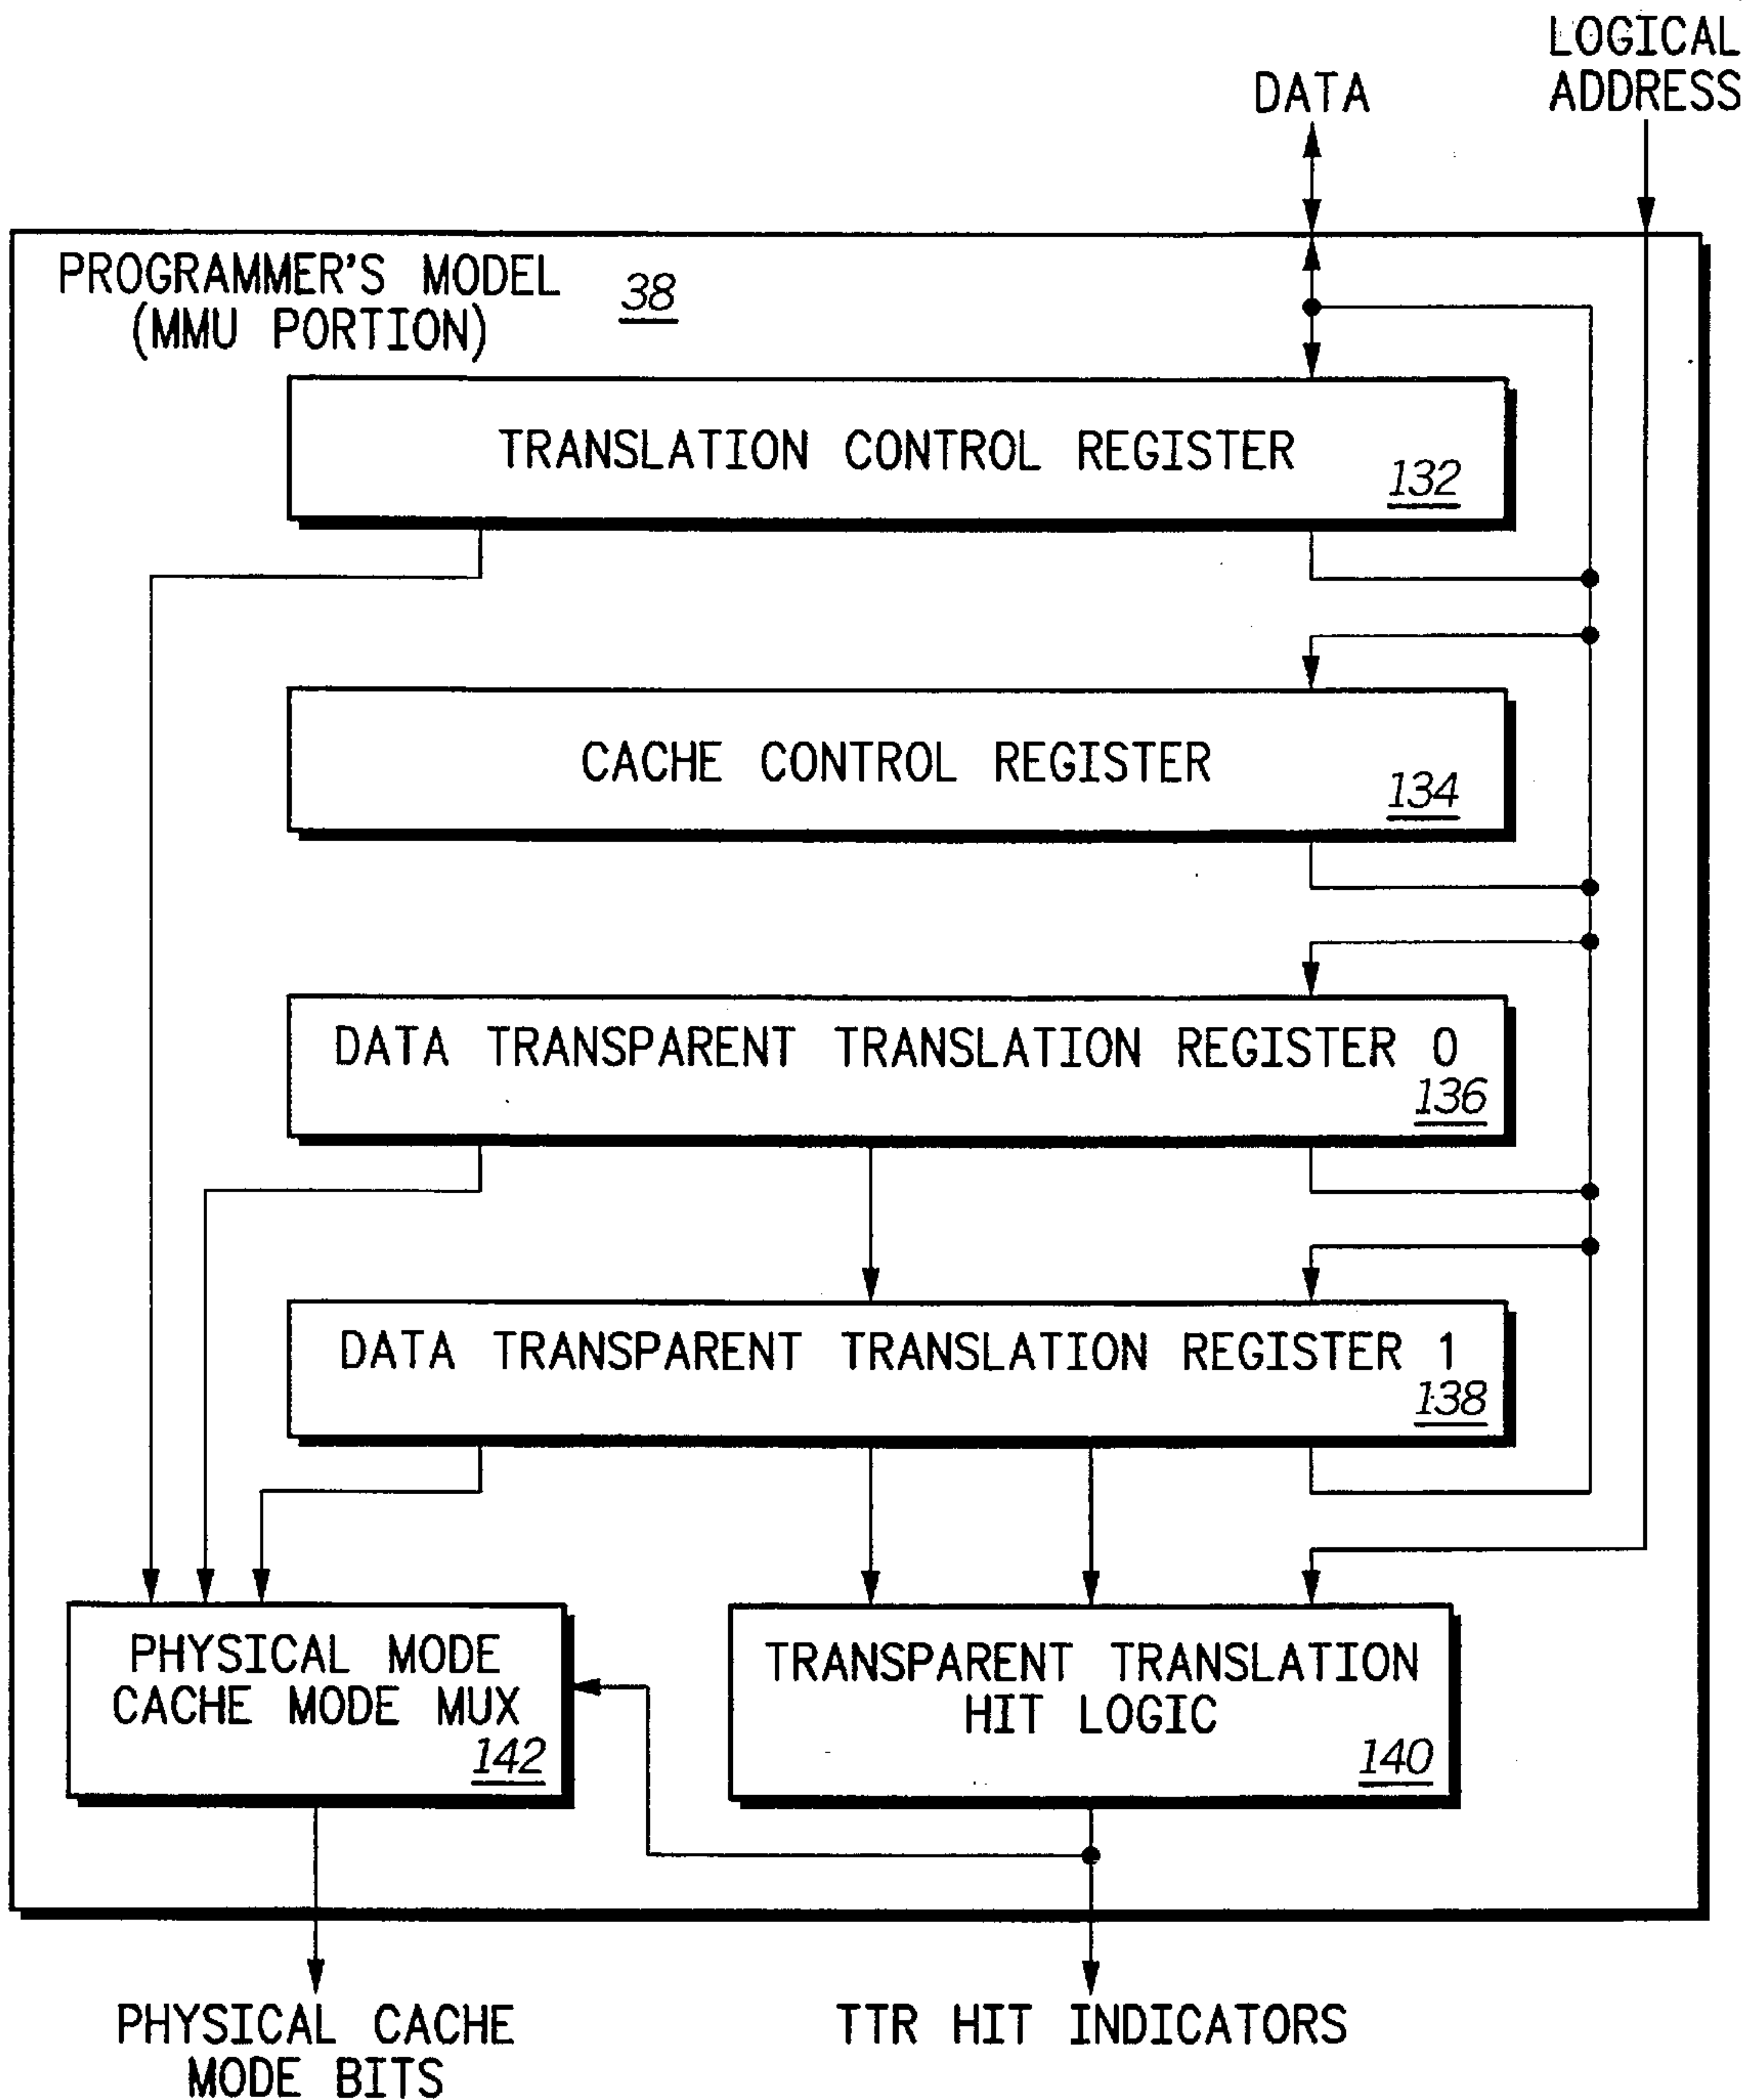 LOGICAL
ADDRESS
DATA
PROGRAMMER'S MODEL
(MMU PORTION)
38
TRANSLATION CONTROL REGISTER
132
CACHE CONTROL REGISTER
134
DATA TRANSPARENT TRANSLATION REGISTER 0
136
DATA TRANSPARENT TRANSLATION REGISTER 1
138
PHYSICAL MODE
CACHE MODE MUX
142
TRANSPARENT TRANSLATION
HIT LOGIC
140
PHYSICAL CACHE
MODE BITS
TTR HIT INDICATORS